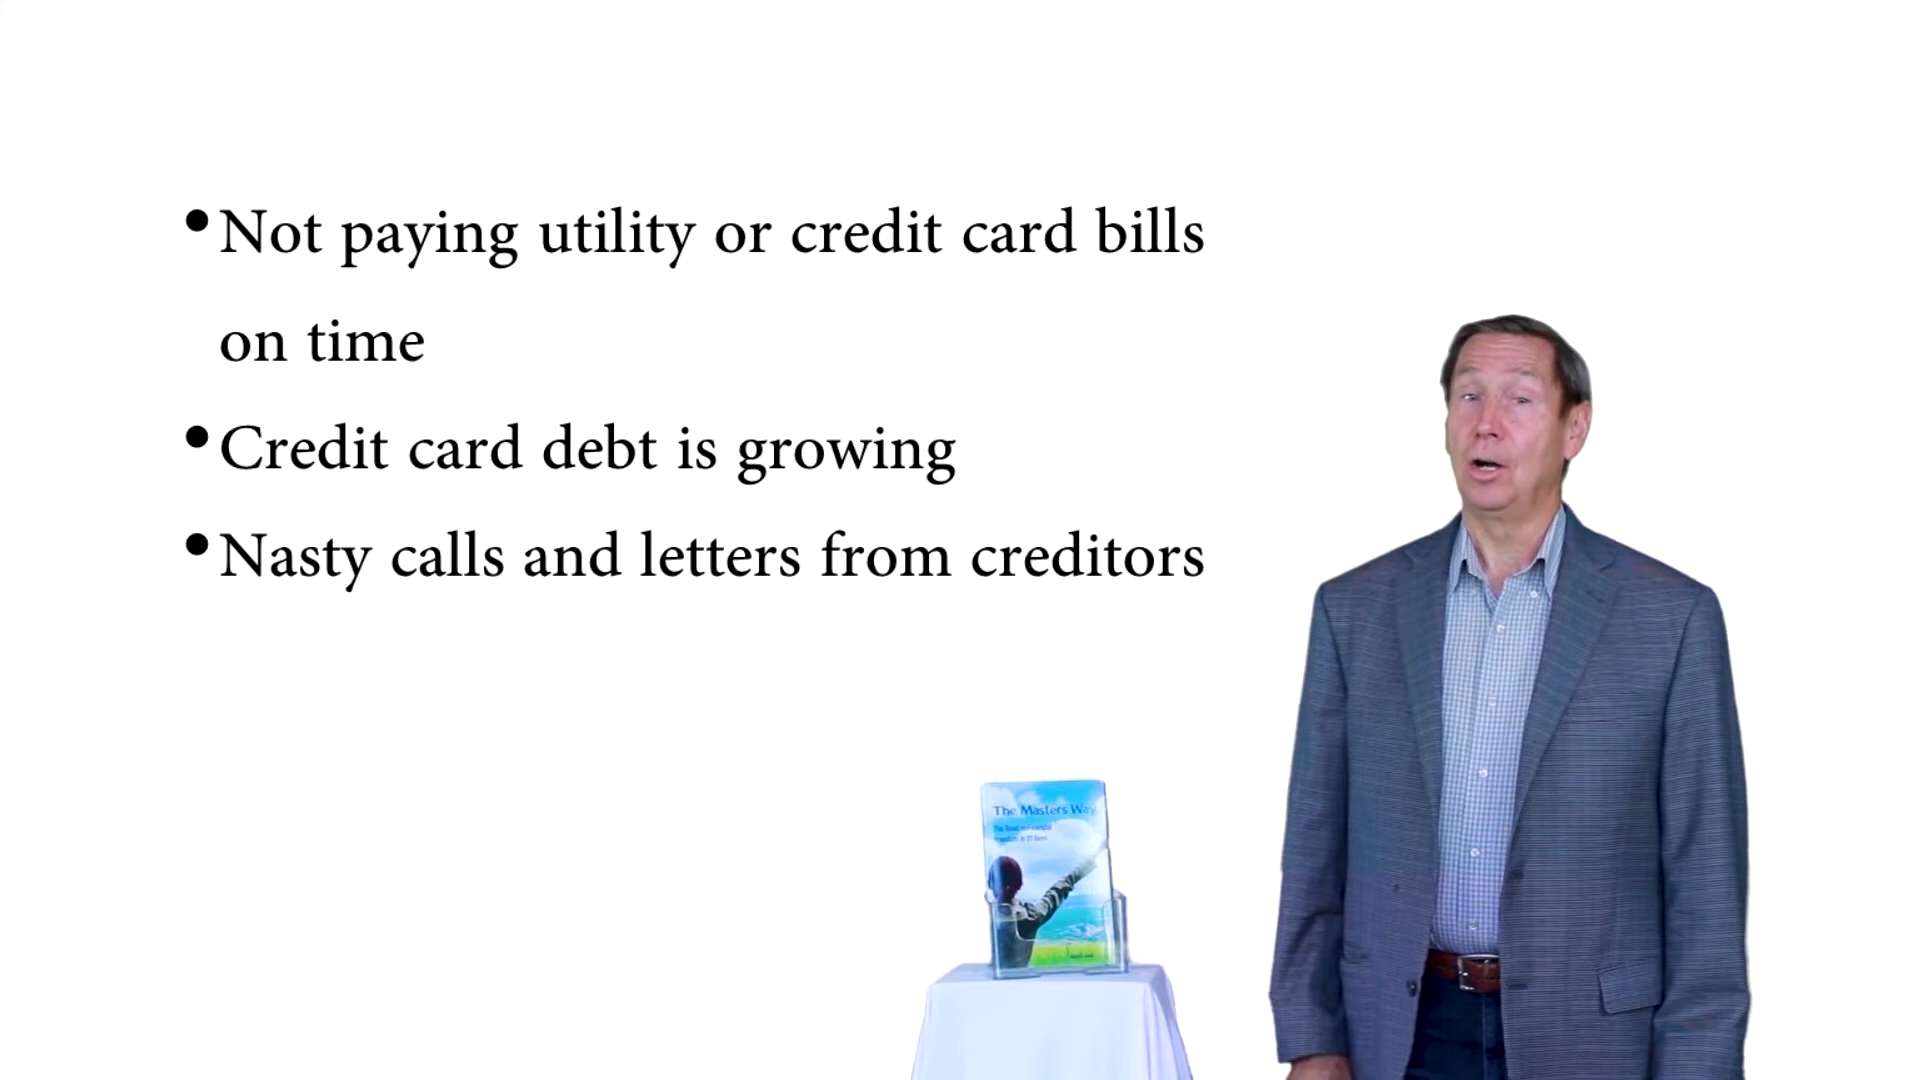 •Not paying utility or credit card bills
on time
•Credit card debt is growing
•Nasty calls and letters from creditors
The Masters Way